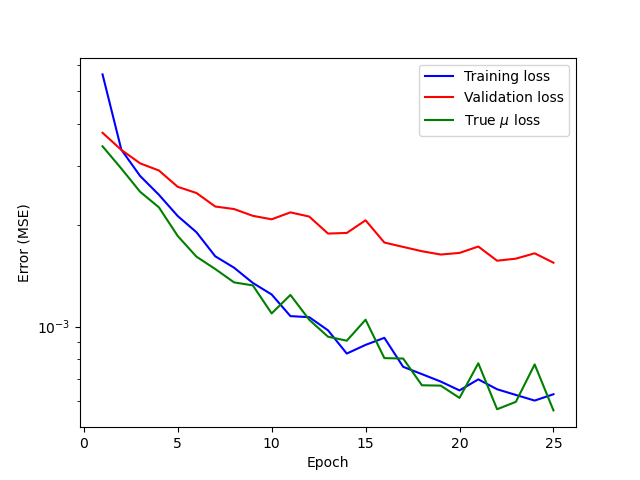 Training loss
Validation loss
True μ loss
Error (MSE)
10⁻³
0 5 10 15 20 25
Epoch